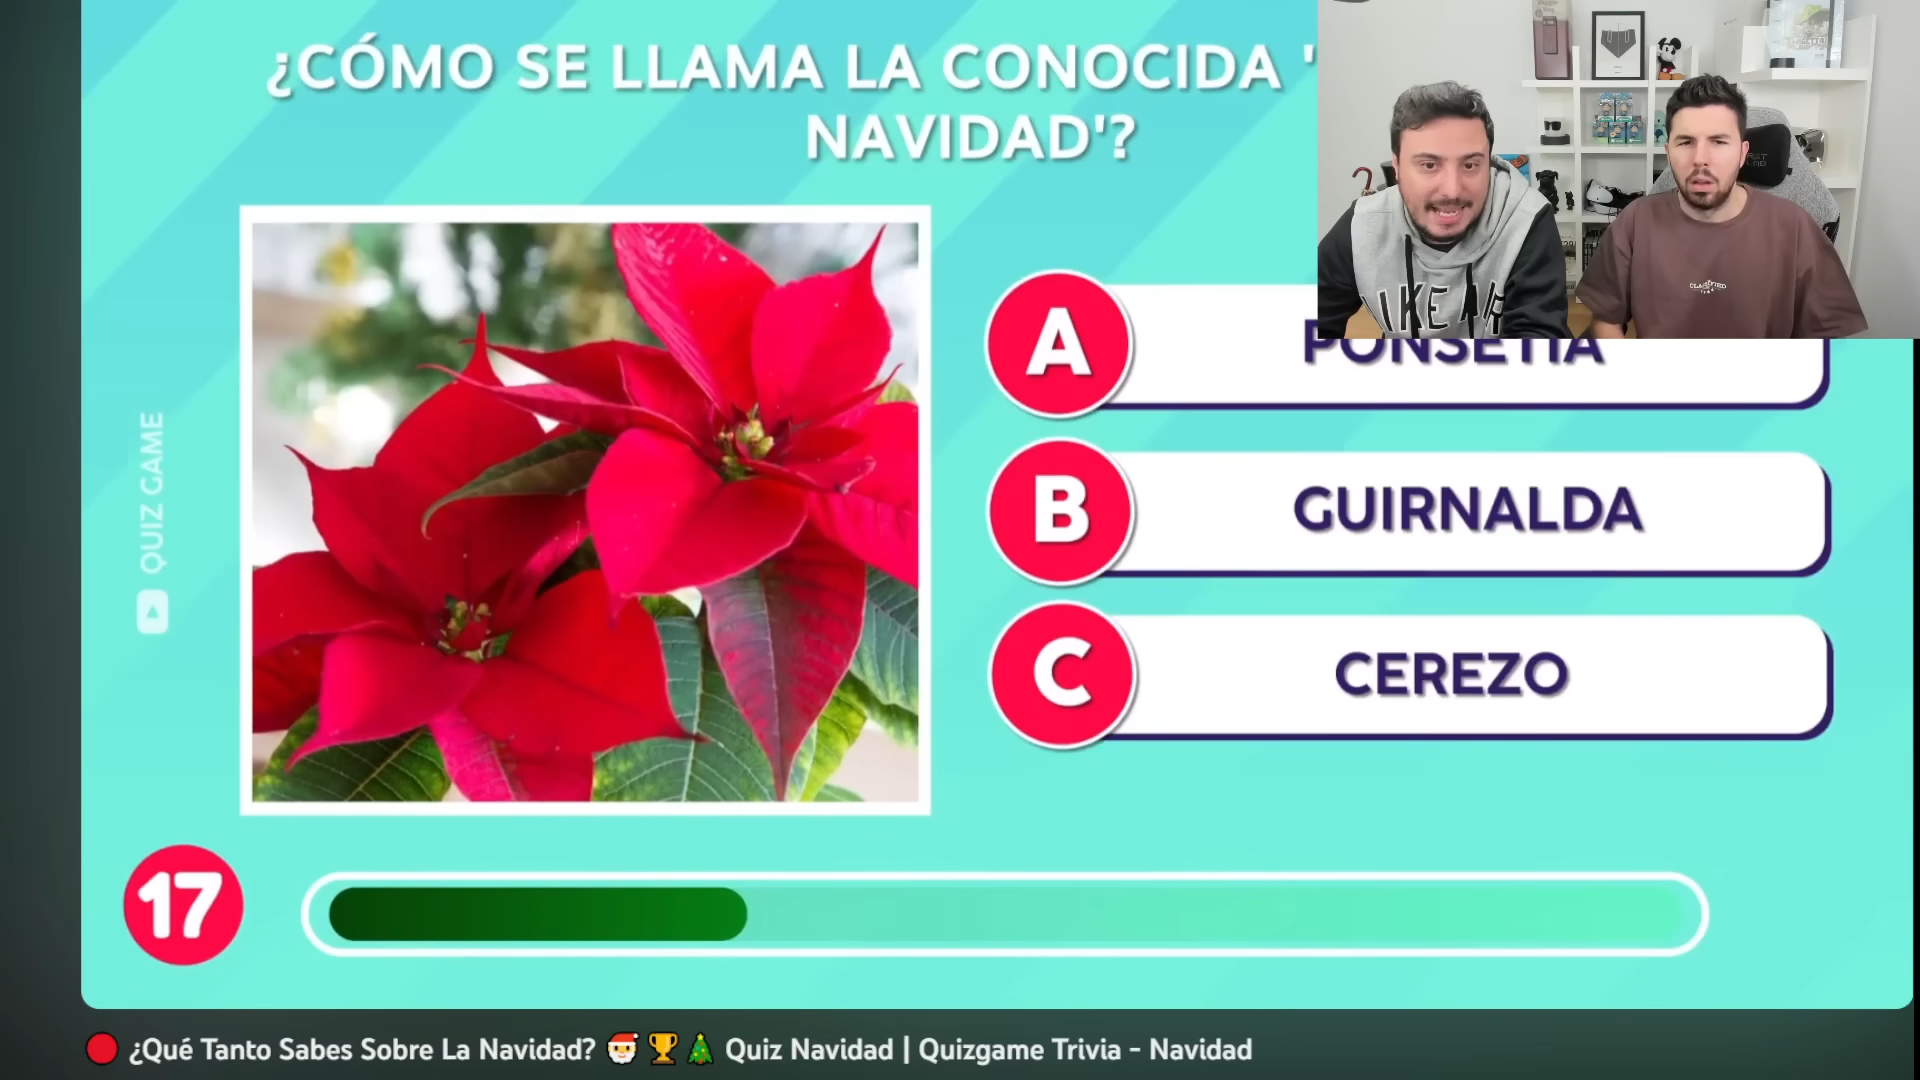 ¿CÓMO SE LLAMA LA CONOCIDA '
NAVIDAD'?
A
PONSETIA
B
GUIRNALDA
C
CEREZO
QUIZ GAME
17
¿Qué Tanto Sabes Sobre La Navidad? 🎅🏆🎄 Quiz Navidad | Quizgame Trivia - Navidad